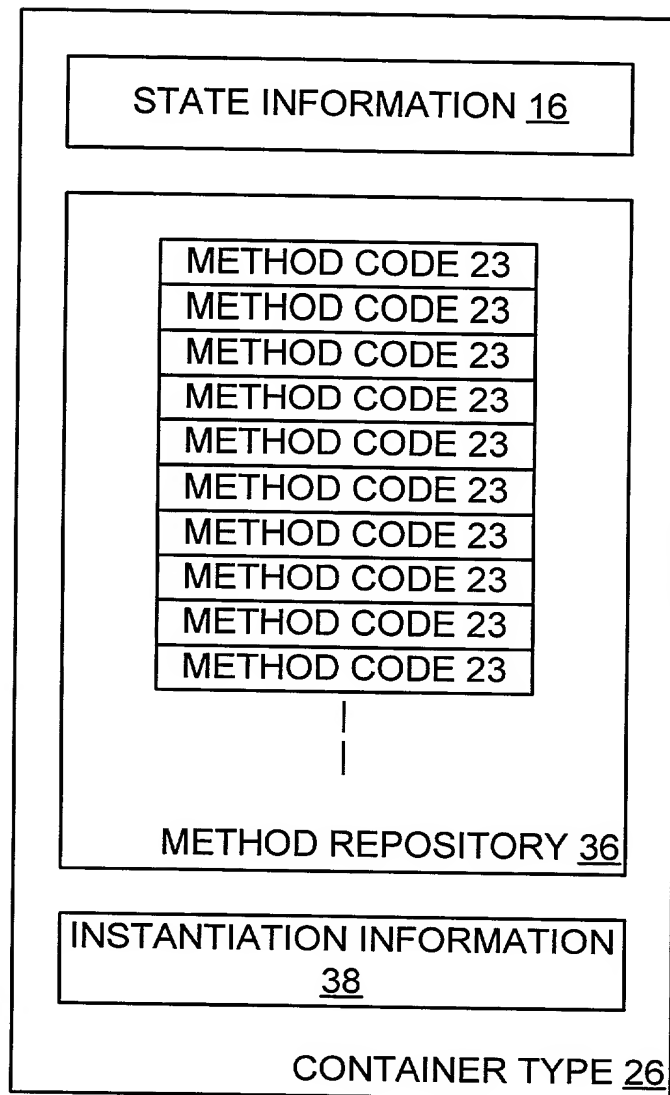 STATE INFORMATION 16
METHOD CODE 23
METHOD CODE 23
METHOD CODE 23
METHOD CODE 23
METHOD CODE 23
METHOD CODE 23
METHOD CODE 23
METHOD CODE 23
METHOD CODE 23
METHOD CODE 23
METHOD REPOSITORY 36
INSTANTIATION INFORMATION
38
CONTAINER TYPE 26